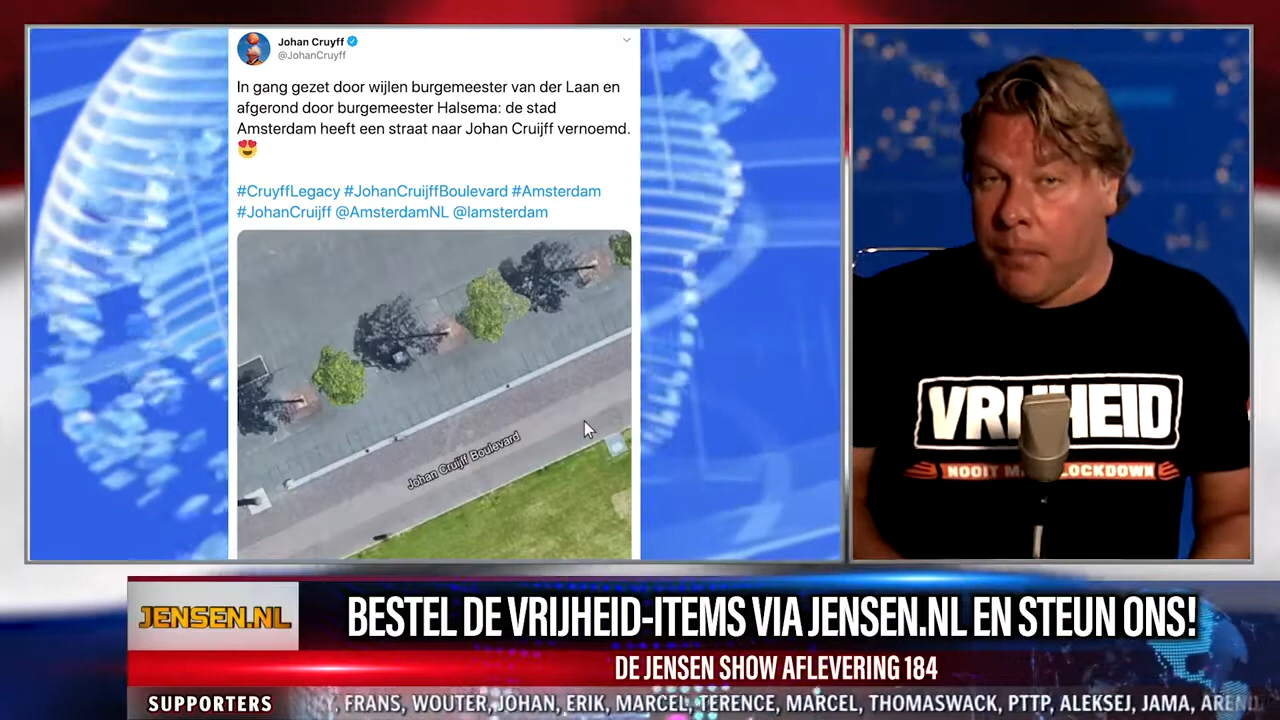 Johan Cruyff
@JohanCruyff
In gang gezet door wijlen burgemeester van der Laan en
afgerond door burgemeester Halsema: de stad
Amsterdam heeft een straat naar Johan Cruijff vernoemd.
😍
#CruyffLegacy #JohanCruijffBoulevard #Amsterdam
#JohanCruijff @AmsterdamNL @Iamsterdam
Johan Cruijff Boulevard
NOOIT LOCKDOWN
JENSEN.NL
BESTEL DE VRIJHEID-ITEMS VIA JENSEN.NL EN STEUN ONS!
DE JENSEN SHOW AFLEVERING 184
SUPPORTERS
FRANS, WOUTER, JOHAN, ERIK, MARCEL, TERENCE, MARCEL, THOMASWACK, PTTP, ALEKSEJ, JAMA,